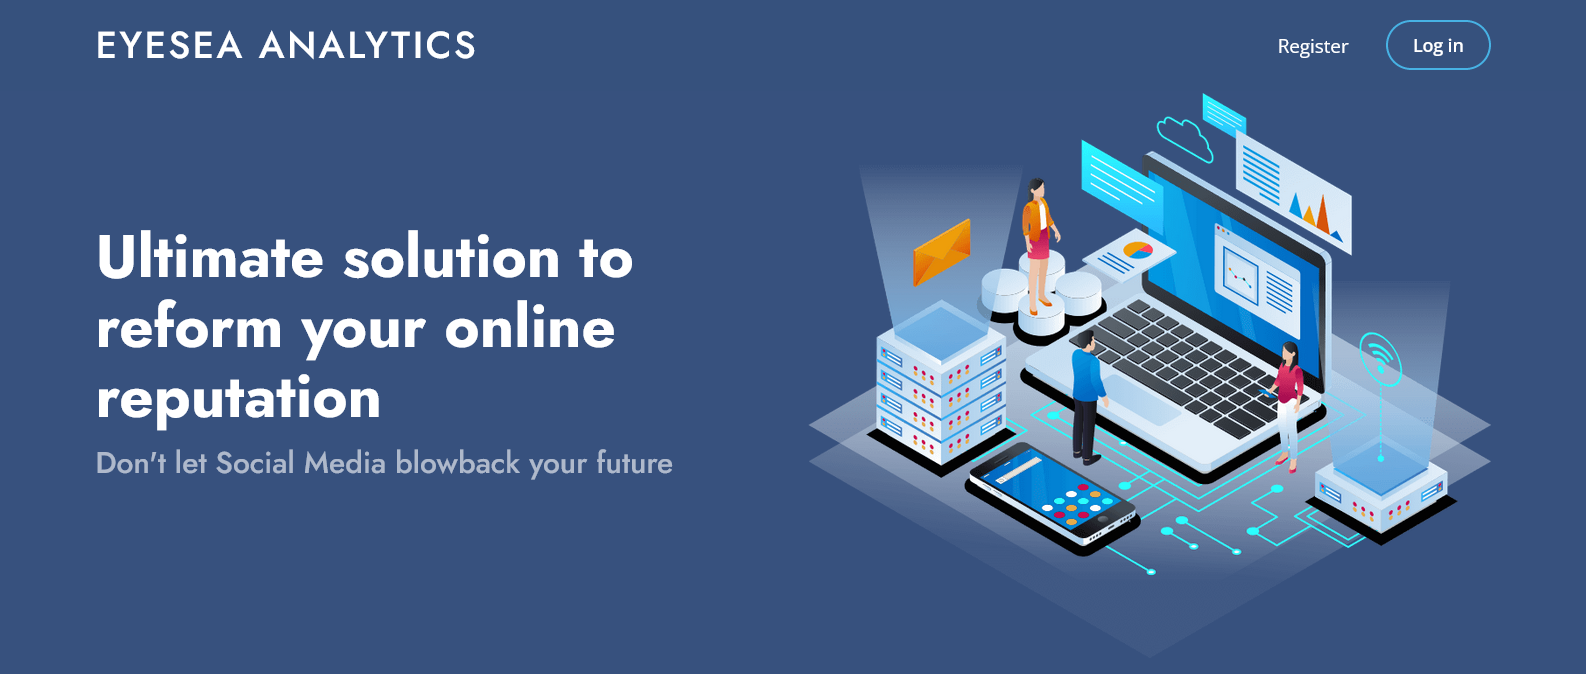 EYESEA ANALYTICS
Register
Log in
Ultimate solution to
reform your online
reputation
Don't let Social Media blowback your future